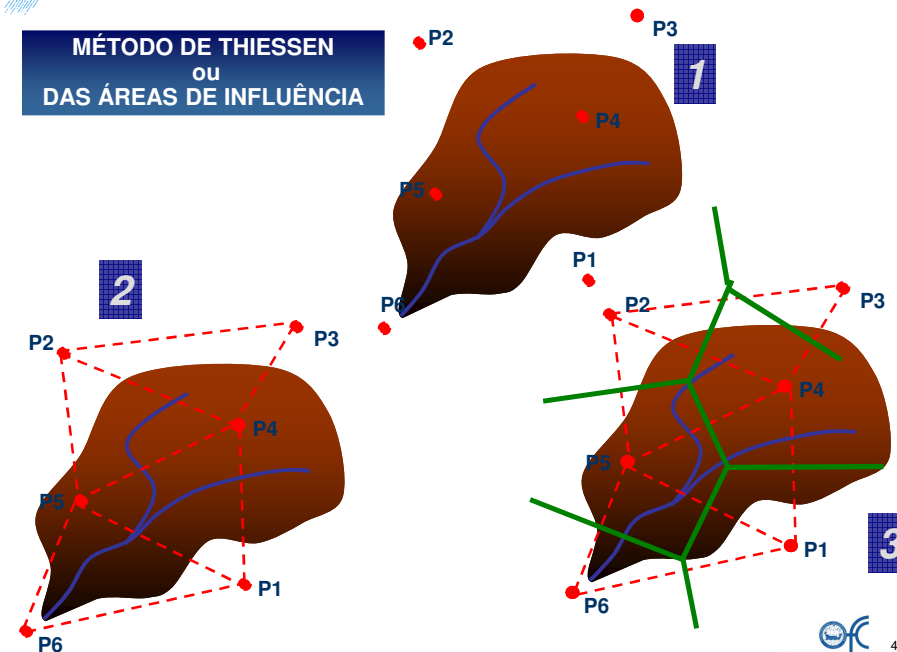 MÉTODO DE THIESSEN
ou
DAS ÁREAS DE INFLUÊNCIA
P2
P3
1
P4
P5
P1
P6
2
P2
P3
P4
P5
P1
P6
P2
P3
P4
P5
P1
3
P6
4